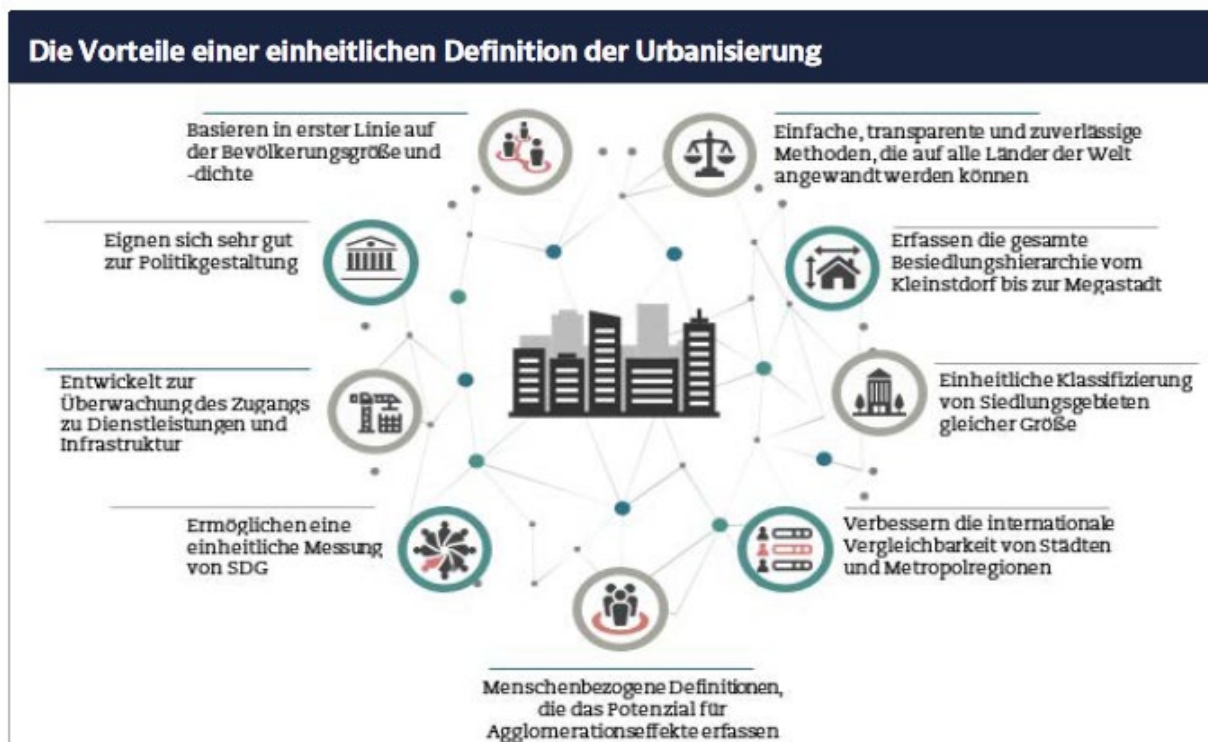 Die Vorteile einer einheitlichen Definition der Urbanisierung
Basieren in erster Linie auf
der Bevölkerungsgröße und
-dichte
Einfache, transparente und zuverlässige
Methoden, die auf alle Länder der Welt
angewandt werden können
Eignen sich sehr gut
zur Politikgestaltung
Erfassen die gesamte
Besiedlungshierarchie vom
Kleinstdorf bis zur Megastadt
Entwickelt zur
Überwachung des Zugangs
zu Dienstleistungen und
Infrastruktur
Einheitliche Klassifizierung
von Siedlungsgebieten
gleicher Größe
Ermöglichen eine
einheitliche Messung
von SDG
Verbessern die internationale
Vergleichbarkeit von Städten
und Metropolregionen
Menschenbezogene Definitionen,
die das Potenzial für
Agglomerationseffekte erfassen